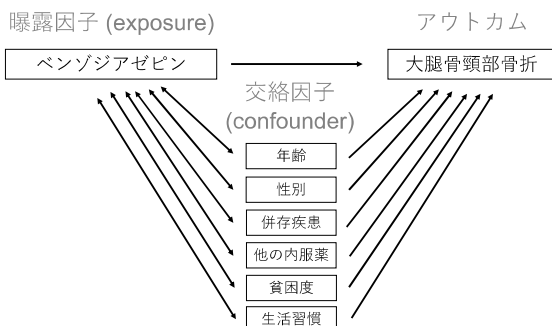 曝露因子 (exposure)
アウトカム
ベンゾジアゼピン
大腿骨頸部骨折
交絡因子
(confounder)
年齢
性別
併存疾患
他の内服薬
貧困度
生活習慣